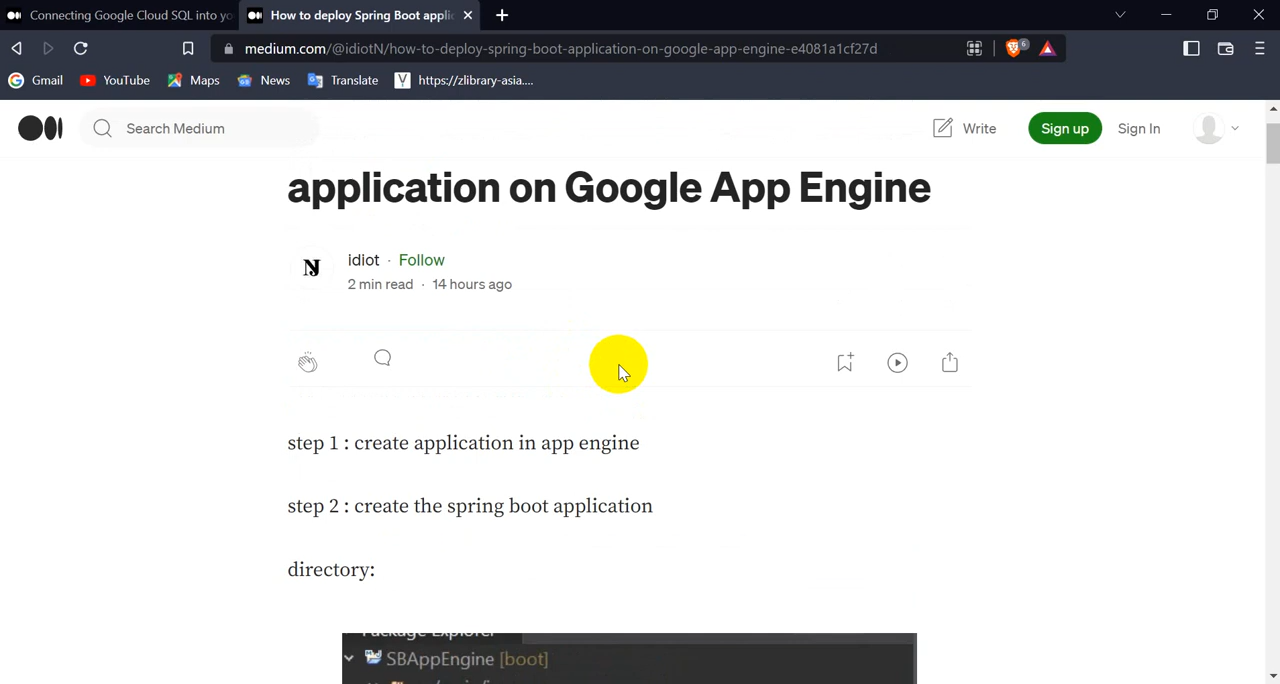 Connecting Google Cloud SQL into yo
How to deploy Spring Boot applic
medium.com/@idiotN/how-to-deploy-spring-boot-application-on-google-app-engine-e4081a1cf27d
6
Gmail
YouTube
Maps
News
Translate
https://zlibrary-asia....
Search Medium
Write
Sign up
Sign In
application on Google App Engine
idiot · Follow
2 min read · 14 hours ago
step 1 : create application in app engine
step 2 : create the spring boot application
directory:
Package Explorer
SBAppEngine [boot]